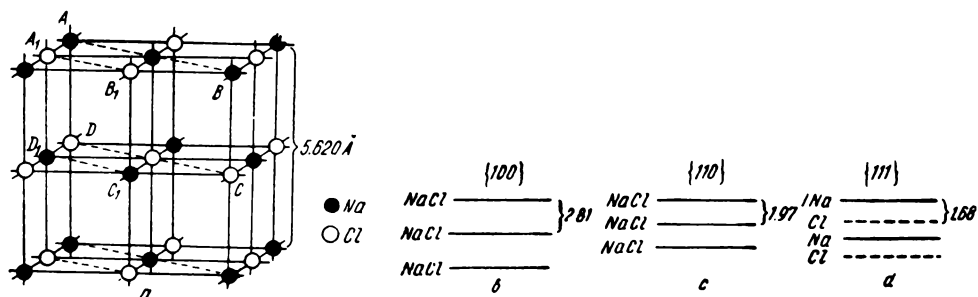 A
A₁
B₁
B
D
D₁
C₁
C
5.620 Å
Na
Cl
a
{100}
NaCl
2.81
NaCl
NaCl
b
{110}
NaCl
1.97
NaCl
NaCl
c
{111}
Na
1.68
Cl
Na
Cl
d